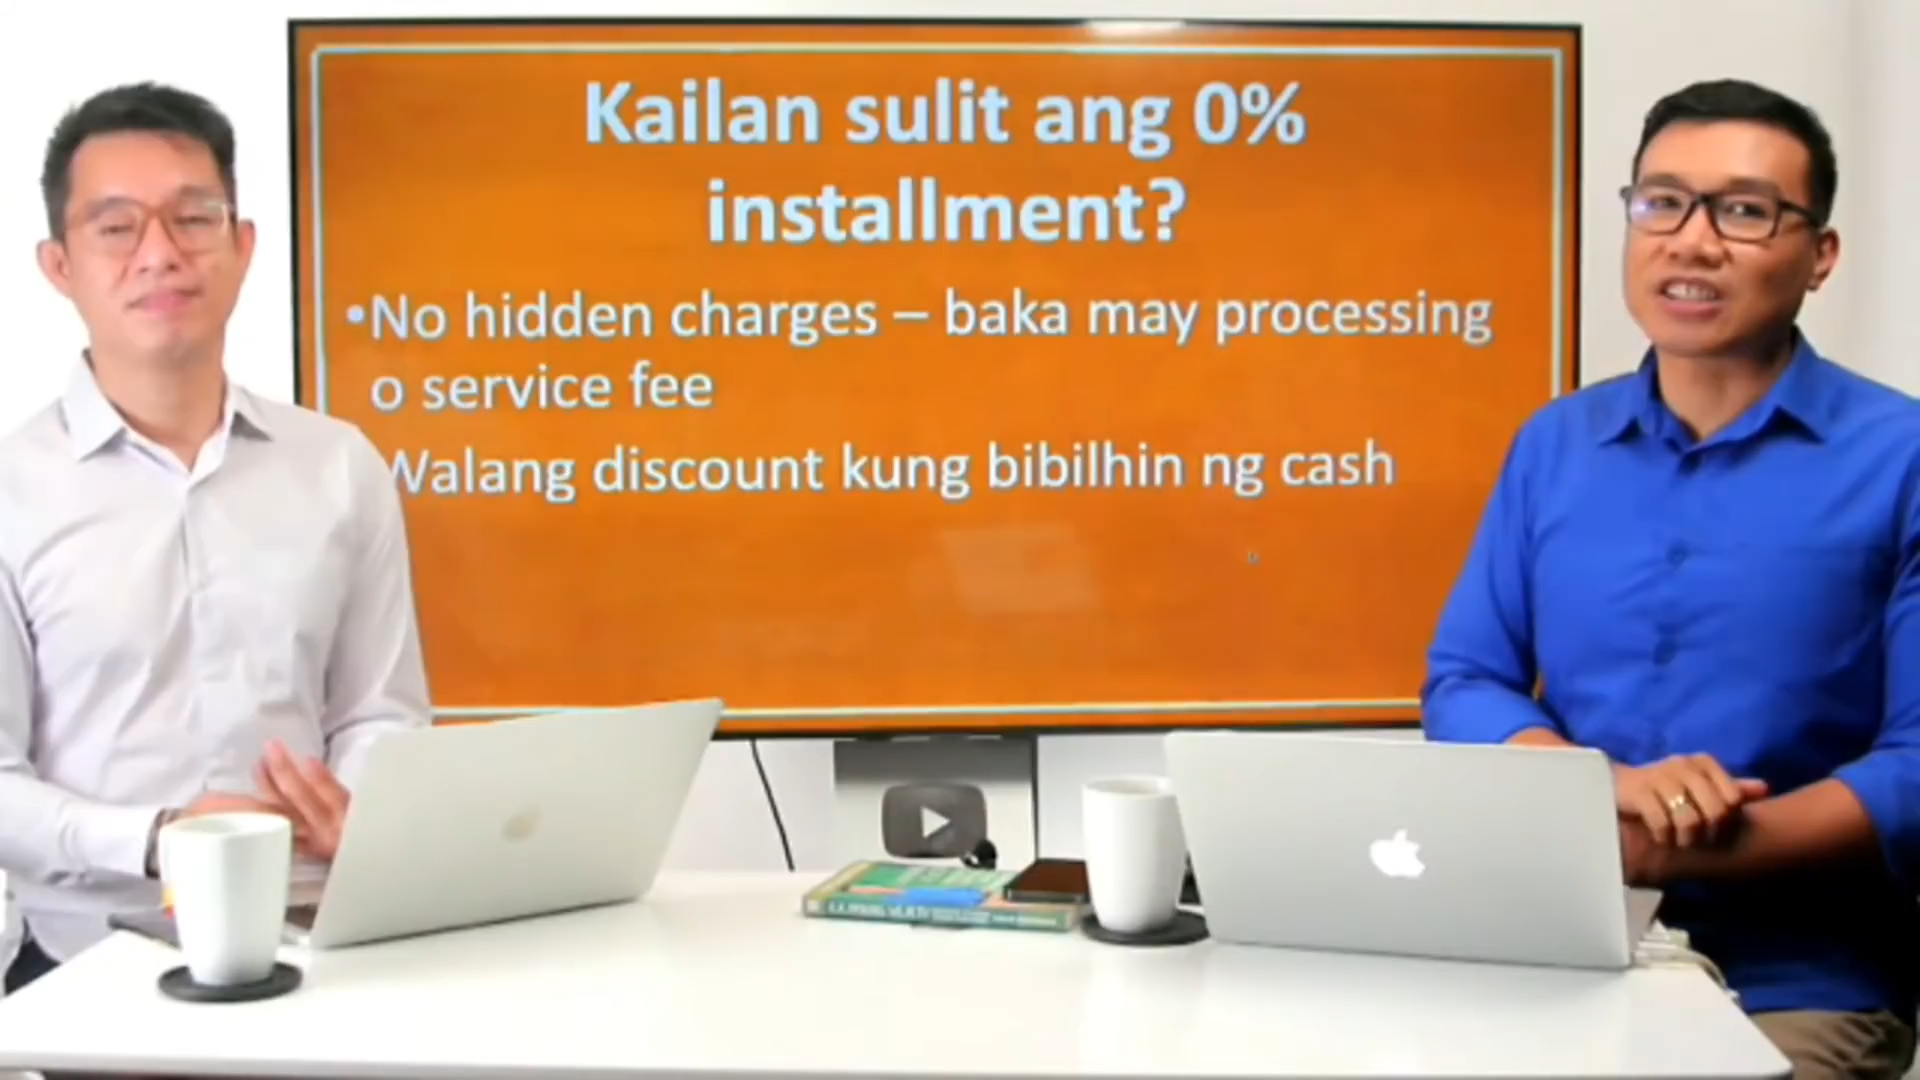 Kailan sulit ang 0%
installment?
•No hidden charges – baka may processing
o service fee
Walang discount kung bibilhin ng cash